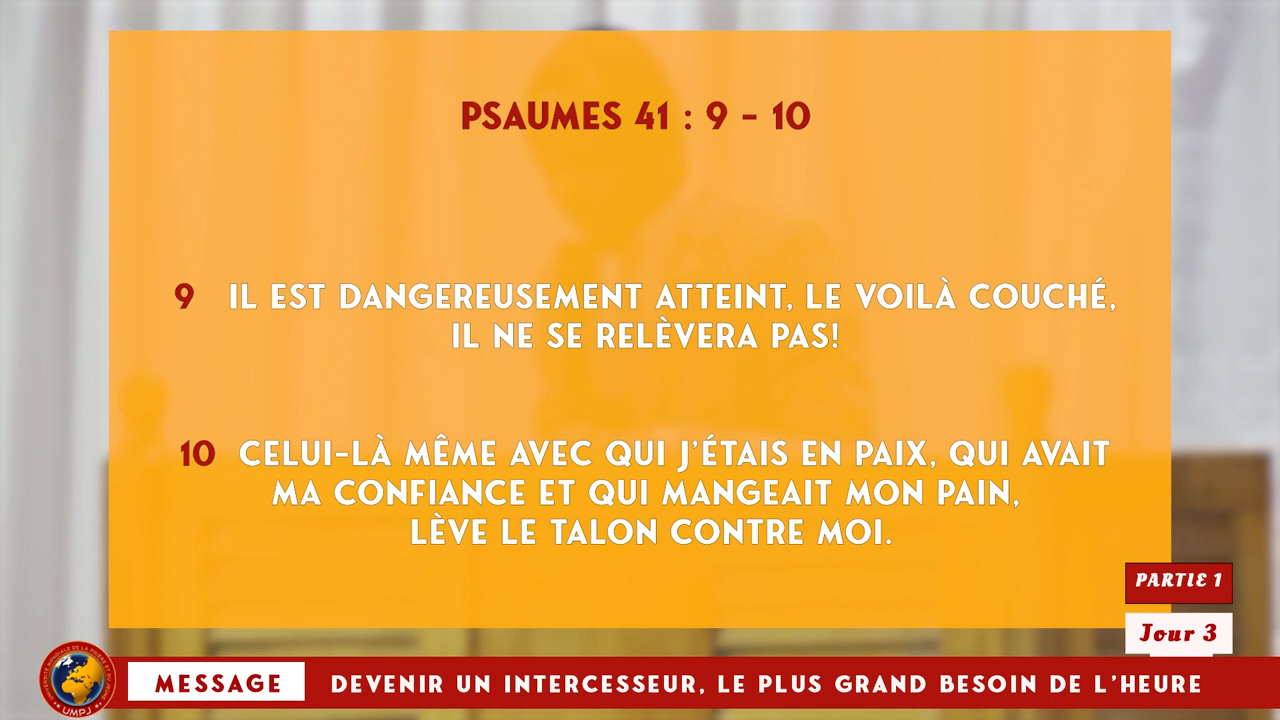 PSAUMES 41 : 9 - 10
9 IL EST DANGEREUSEMENT ATTEINT, LE VOILÀ COUCHÉ,
IL NE SE RELÈVERA PAS!
10 CELUI-LÀ MÊME AVEC QUI J'ÉTAIS EN PAIX, QUI AVAIT
MA CONFIANCE ET QUI MANGEAIT MON PAIN,
LÈVE LE TALON CONTRE MOI.
PARTIE 1
Jour 3
UMPJ
MESSAGE
DEVENIR UN INTERCESSEUR, LE PLUS GRAND BESOIN DE L'HEURE